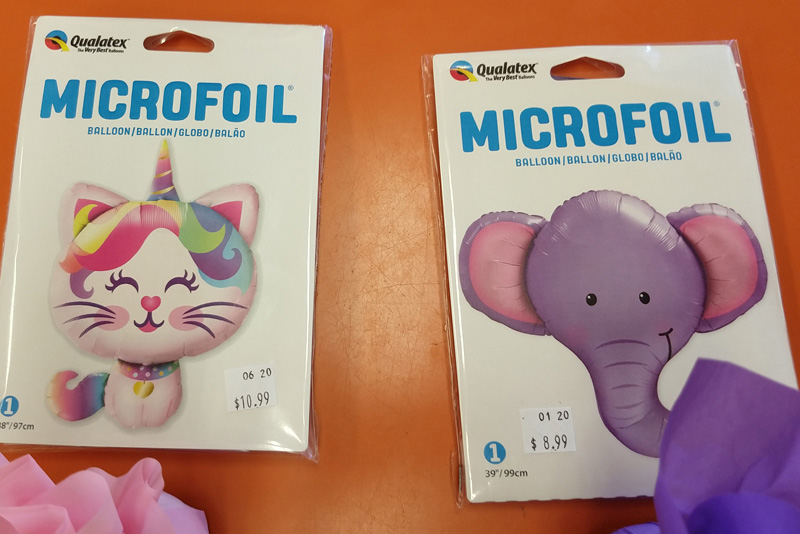 Qualatex
The Very Best Balloons
MICROFOIL®
BALLOON/BALLON/GLOBO/BALÃO
06 20
$10.99
1
38"/97cm
Qualatex
The Very Best Balloons
MICROFOIL®
BALLOON/BALLON/GLOBO/BALÃO
01 20
$8.99
1
39"/99cm